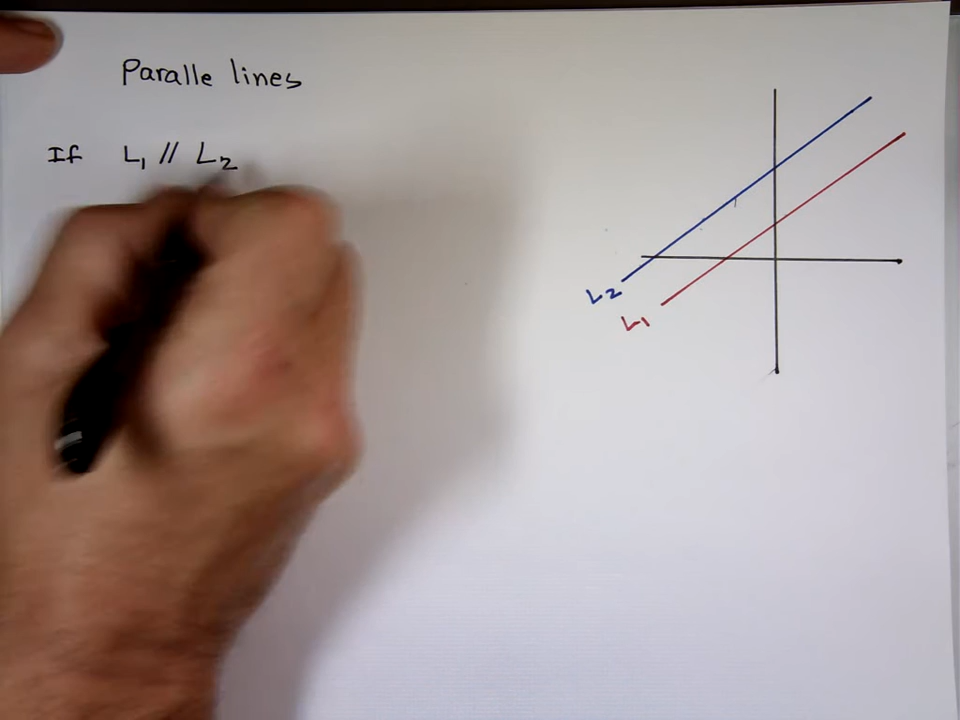 Paralle lines
If L₁ // L₂
L₂
L₁